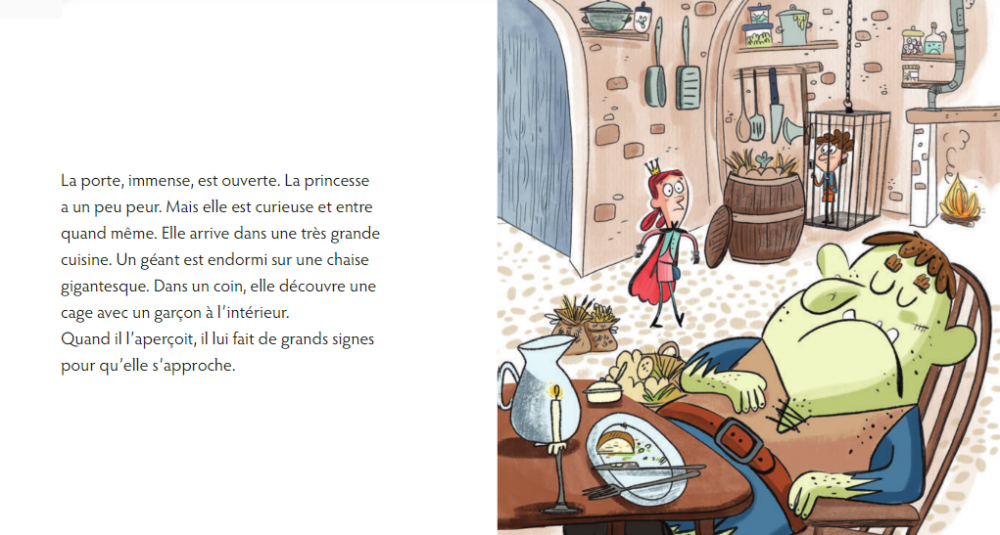 La porte, immense, est ouverte. La princesse
a un peu peur. Mais elle est curieuse et entre
quand même. Elle arrive dans une très grande
cuisine. Un géant est endormi sur une chaise
gigantesque. Dans un coin, elle découvre une
cage avec un garçon à l’intérieur.
Quand il l’aperçoit, il lui fait de grands signes
pour qu’elle s’approche.